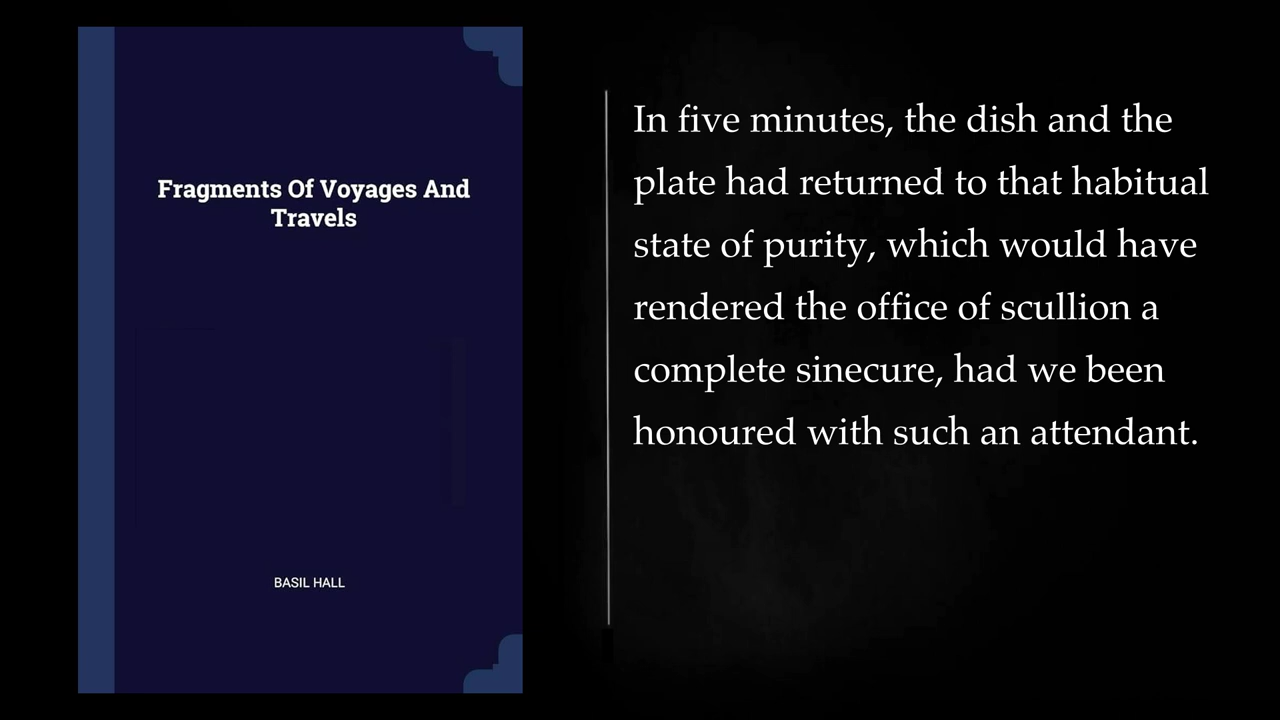 Fragments Of Voyages And
Travels
BASIL HALL
In five minutes, the dish and the
plate had returned to that habitual
state of purity, which would have
rendered the office of scullion a
complete sinecure, had we been
honoured with such an attendant.